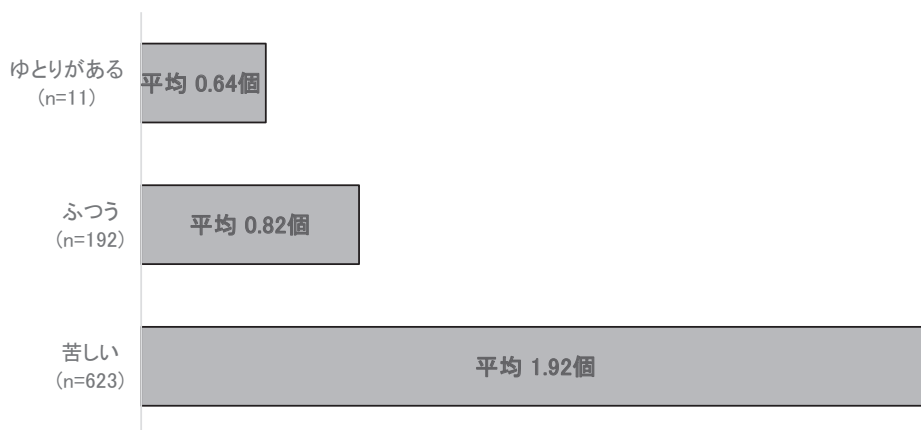 ゆとりがある
(n=11)
平均 0.64個
ふつう
(n=192)
平均 0.82個
苦しい
(n=623)
平均 1.92個